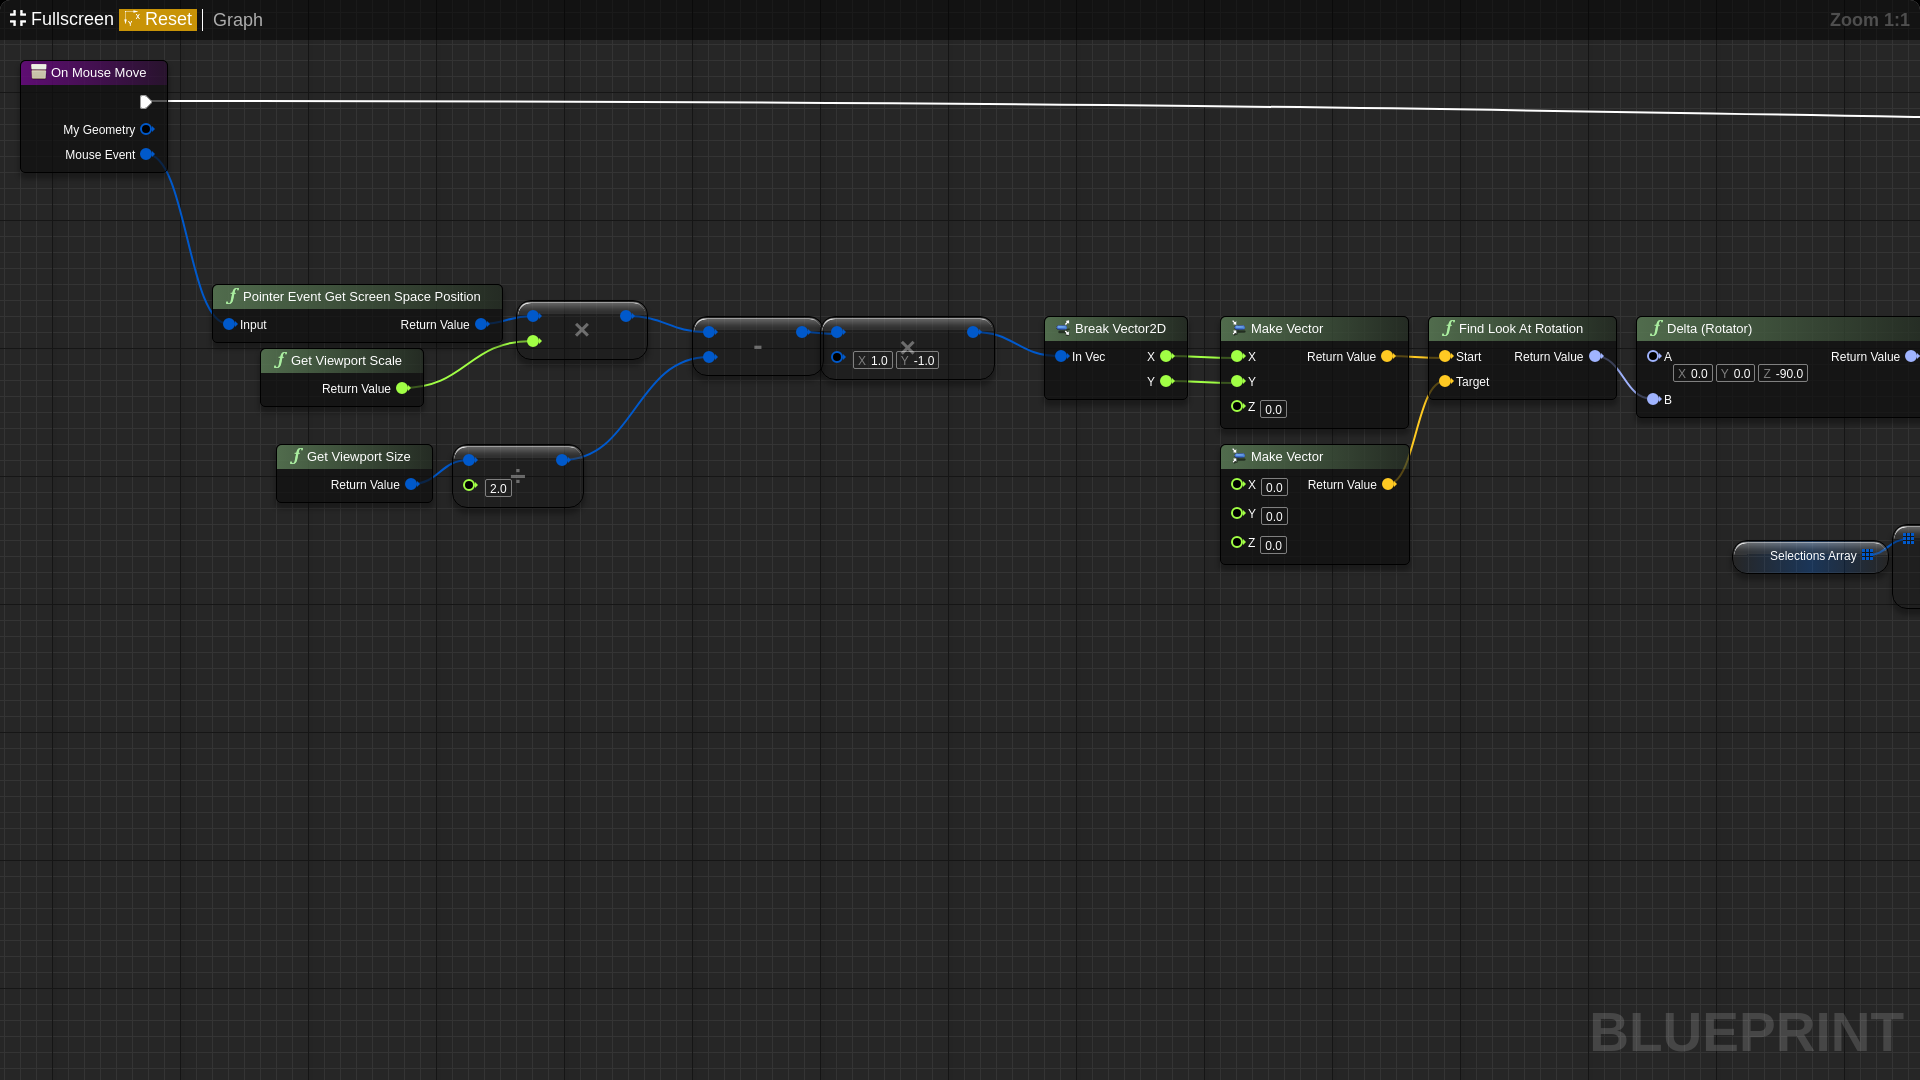 Fullscreen Reset Graph Zoom 1:1
On Mouse Move
My Geometry
Mouse Event
Pointer Event Get Screen Space Position
Input Return Value
Get Viewport Scale
Return Value
×
Get Viewport Size
Return Value
2.0 ÷
-
×
X 1.0 Y -1.0
Break Vector2D
In Vec X
Y
Make Vector
X Return Value
Y
Z 0.0
Make Vector
X 0.0 Return Value
Y 0.0
Z 0.0
Find Look At Rotation
Start Return Value
Target
Delta (Rotator)
A Return Value
X 0.0 Y 0.0 Z -90.0
B
Selections Array
BLUEPRINT